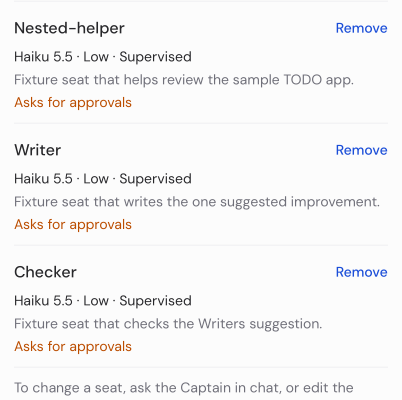 Nested-helper
Remove
Haiku 5.5 · Low · Supervised
Fixture seat that helps review the sample TODO app.
Asks for approvals
Writer
Remove
Haiku 5.5 · Low · Supervised
Fixture seat that writes the one suggested improvement.
Asks for approvals
Checker
Remove
Haiku 5.5 · Low · Supervised
Fixture seat that checks the Writers suggestion.
Asks for approvals
To change a seat, ask the Captain in chat, or edit the